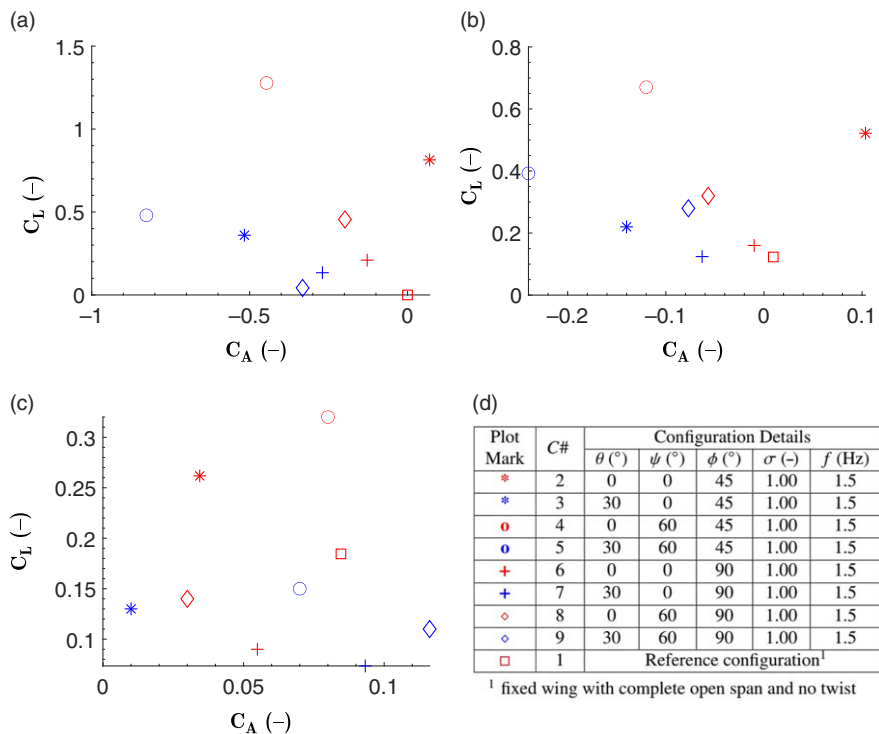 (a)
1.5
1
0.5
0
C_L (–)
–1
–0.5
0
C_A (–)
(b)
0.8
0.6
0.4
0.2
0
C_L (–)
–0.2
–0.1
0
0.1
C_A (–)
(c)
0.3
0.25
0.2
0.15
0.1
C_L (–)
0
0.05
0.1
C_A (–)
(d)
Plot Mark C# Configuration Details
θ (°) ψ (°) ϕ (°) σ (–) f (Hz)
* 2 0 0 45 1.00 1.5
* 3 30 0 45 1.00 1.5
o 4 0 60 45 1.00 1.5
o 5 30 60 45 1.00 1.5
+ 6 0 0 90 1.00 1.5
+ 7 30 0 90 1.00 1.5
◇ 8 0 60 90 1.00 1.5
◇ 9 30 60 90 1.00 1.5
□ 1 Reference configuration¹
¹ fixed wing with complete open span and no twist